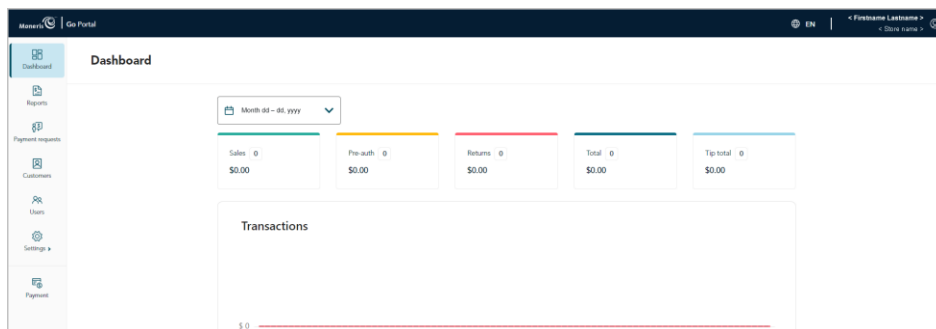 Moneris Go Portal
EN
< Firstname Lastname >
< Store name >
Dashboard
Reports
Payment requests
Customers
Users
Settings
Payment
Dashboard
Month dd – dd, yyyy
Sales 0
$0.00
Pre-auth 0
$0.00
Returns 0
$0.00
Total 0
$0.00
Tip total 0
$0.00
Transactions
$ 0